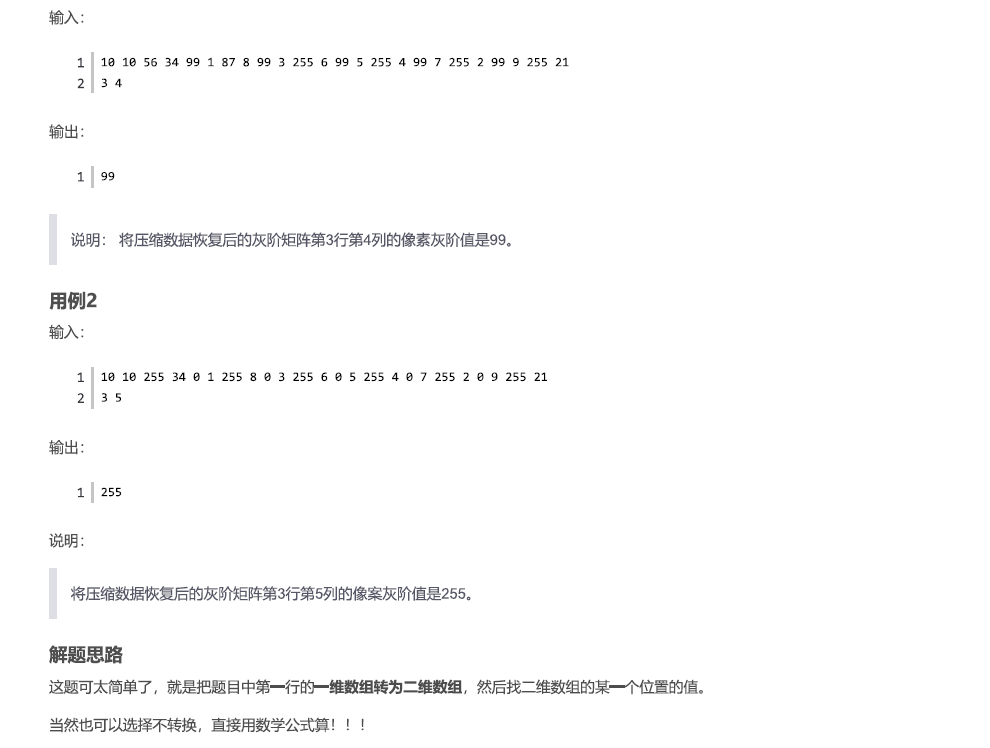 输入：
1 10 10 56 34 99 1 87 8 99 3 255 6 99 5 255 4 99 7 255 2 99 9 255 21
2 3 4
输出：
1 99
说明： 将压缩数据恢复后的灰阶矩阵第3行第4列的像素灰阶值是99。
用例2
输入：
1 10 10 255 34 0 1 255 8 0 3 255 6 0 5 255 4 0 7 255 2 0 9 255 21
2 3 5
输出：
1 255
说明：
将压缩数据恢复后的灰阶矩阵第3行第5列的像案灰阶值是255。
解题思路
这题可太简单了，就是把题目中第一行的一维数组转为二维数组，然后找二维数组的某一个位置的值。
当然也可以选择不转换，直接用数学公式算！！！